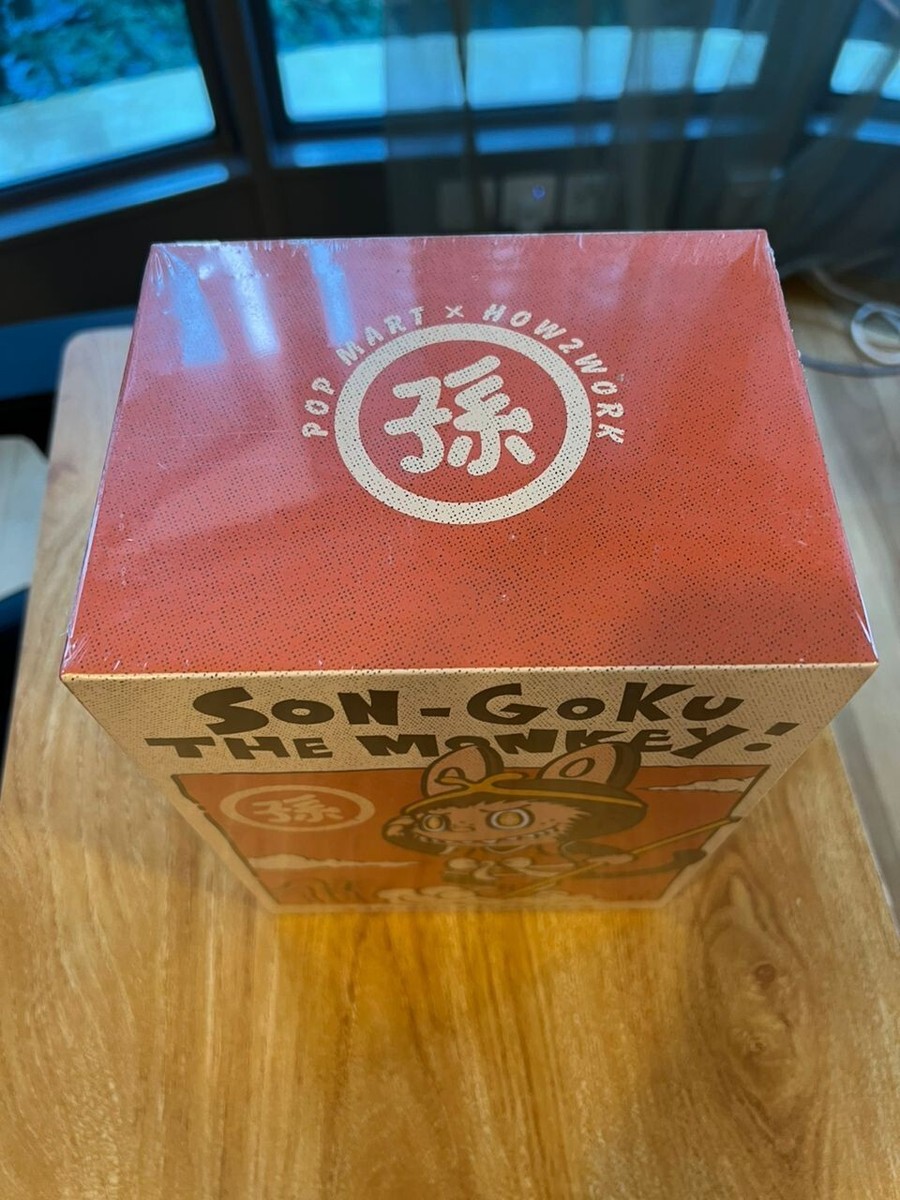 POP MART × HOW2WORK
孫
SON-GOKU
THE MONKEY!
孫